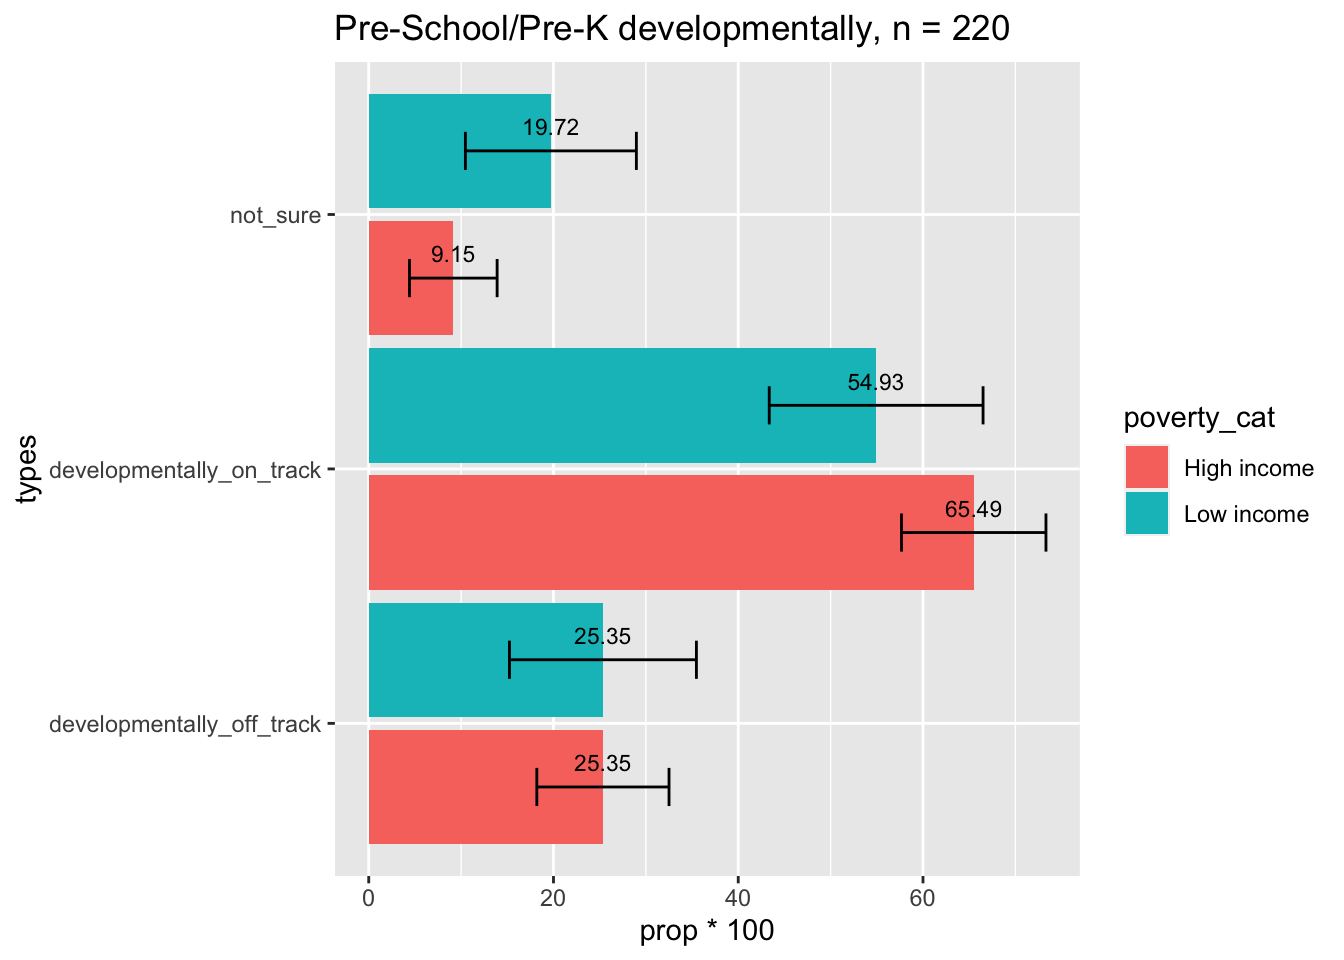 Pre-School/Pre-K developmentally, n = 220
19.72
not_sure
9.15
54.93
developmentally_on_track
65.49
25.35
developmentally_off_track
25.35
types
0 20 40 60
prop * 100
poverty_cat
High income
Low income